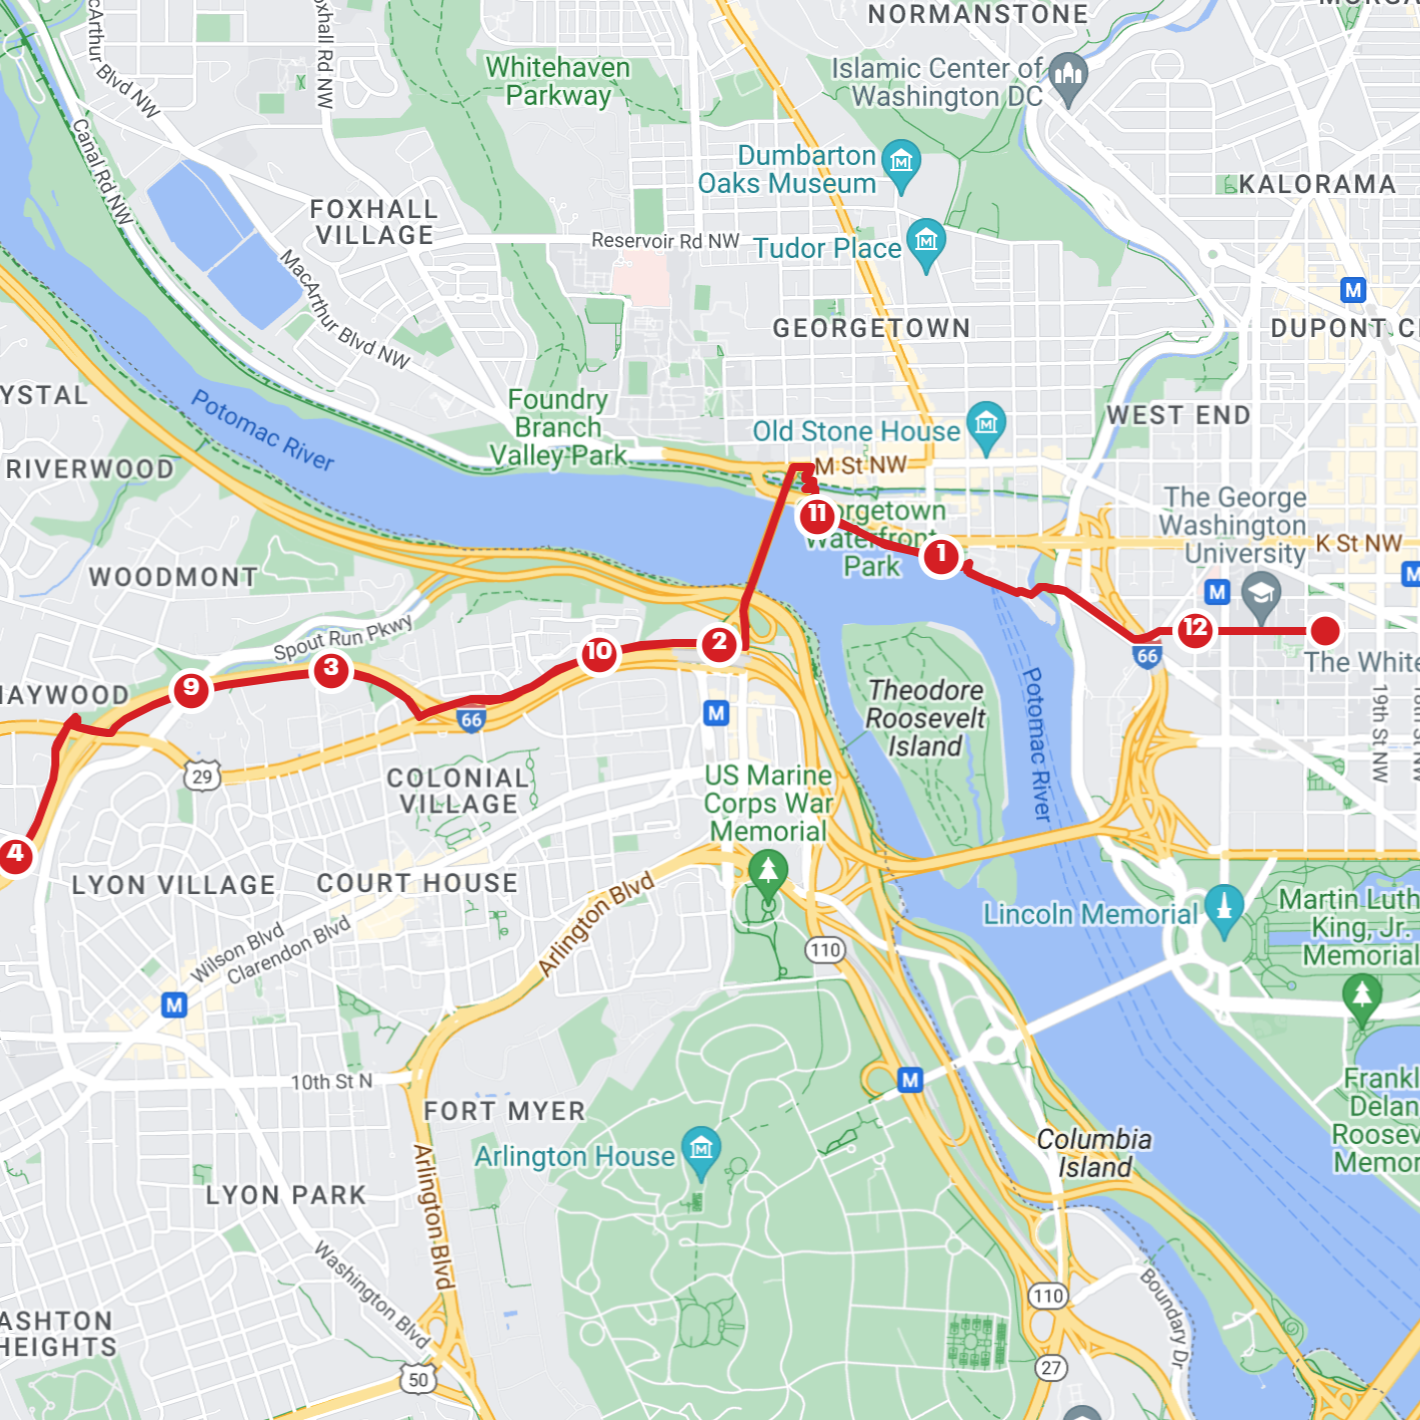 NORMANSTONE
Arthur Blvd NW
oxhall Rd NW
Whitehaven
Parkway
Islamic Center of
Washington DC
Canal Rd NW
Dumbarton
Oaks Museum
KALORAMA
FOXHALL
VILLAGE
Reservoir Rd NW
Tudor Place
MacArthur Blvd NW
M
GEORGETOWN
DUPONT C
YSTAL
Potomac River
Foundry
Branch
Valley Park
Old Stone House
WEST END
RIVERWOOD
M St NW
The George
Washington
University
11
orgetown
Waterfront
Park
1
K St NW
WOODMONT
M
M
Spout Run Pkwy
12
2
10
3
9
66
The White
HAYWOOD
Theodore
Roosevelt
Island
Potomac River
19th St NW
M
66
29
COLONIAL
VILLAGE
US Marine
Corps War
Memorial
4
LYON VILLAGE
COURT HOUSE
Arlington Blvd
Lincoln Memorial
Martin Luth
King, Jr.
Memorial
Wilson Blvd
Clarendon Blvd
110
M
10th St N
M
FORT MYER
Frankl
Delan
Roosev
Memor
Arlington House
Columbia
Island
Arlington Blvd
LYON PARK
Washington Blvd
Boundary Dr
110
ASHTON
HEIGHTS
27
50